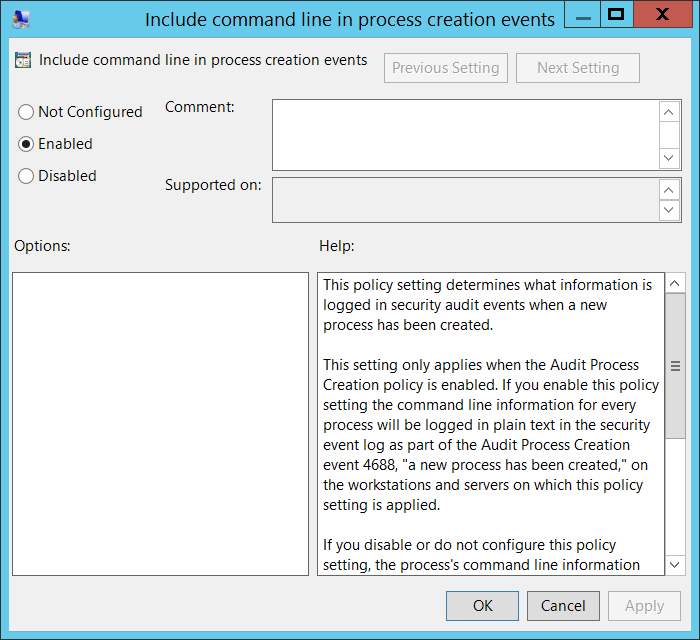 Include command line in process creation events
Include command line in process creation events
Previous Setting
Next Setting
Not Configured
Enabled
Disabled
Comment:
Supported on:
Options:
Help:
This policy setting determines what information is
logged in security audit events when a new
process has been created.
This setting only applies when the Audit Process
Creation policy is enabled. If you enable this policy
setting the command line information for every
process will be logged in plain text in the security
event log as part of the Audit Process Creation
event 4688, "a new process has been created," on
the workstations and servers on which this policy
setting is applied.
If you disable or do not configure this policy
setting, the process's command line information
OK
Cancel
Apply